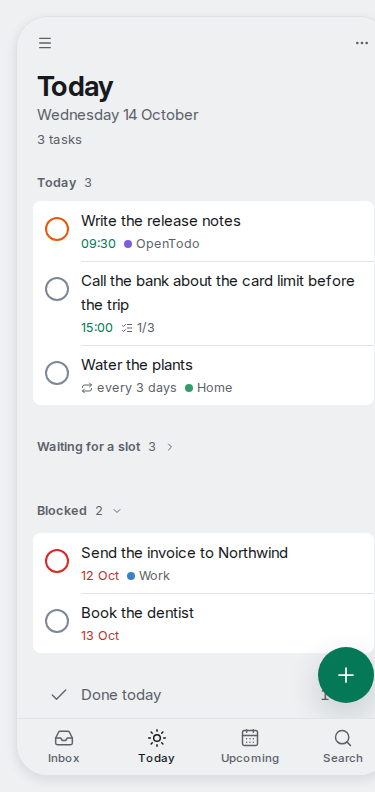 Today
Wednesday 14 October
3 tasks
Today 3
Write the release notes
09:30 OpenTodo
Call the bank about the card limit before
the trip
15:00 1/3
Water the plants
every 3 days Home
Waiting for a slot 3
Blocked 2
Send the invoice to Northwind
12 Oct Work
Book the dentist
13 Oct
Done today
Inbox
Today
Upcoming
Search